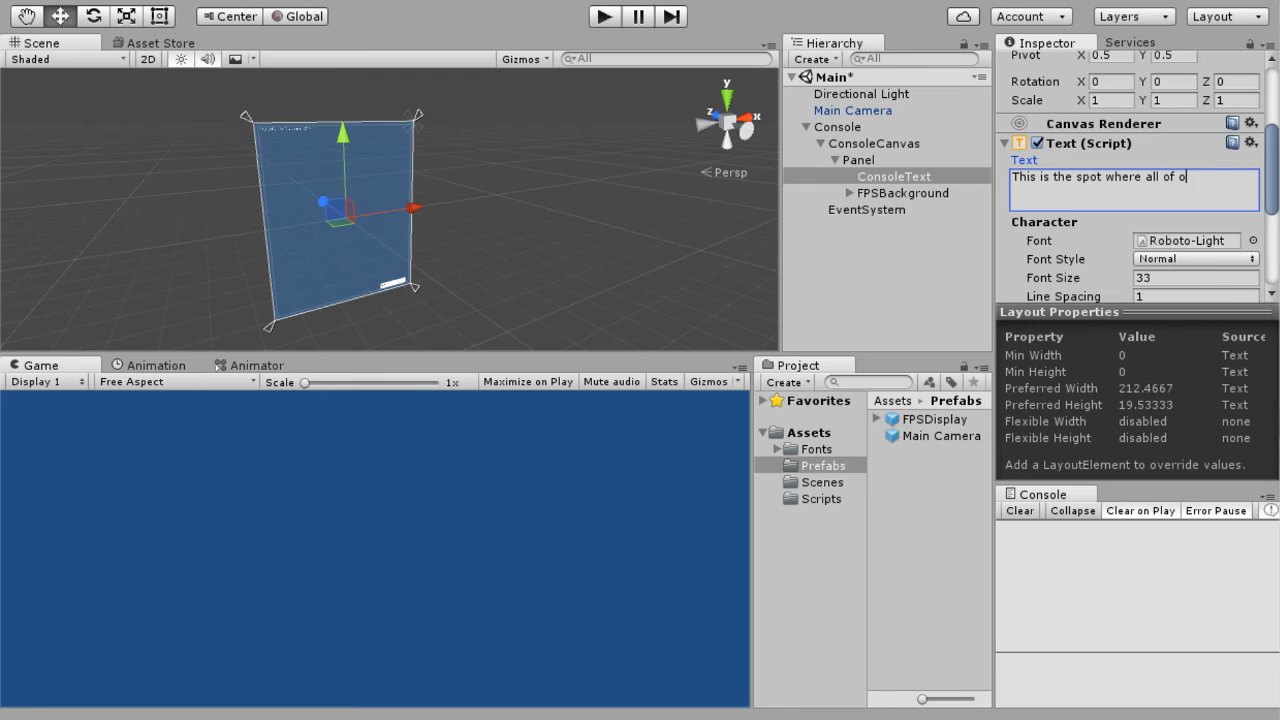 Center Global Account Layers Layout
Scene Asset Store
Shaded 2D Gizmos All
y
z x
Persp
Game Animation Animator
Display 1 Free Aspect Scale 1x Maximize on Play Mute audio Stats Gizmos
Hierarchy
Create All
Main*
Directional Light
Main Camera
Console
ConsoleCanvas
Panel
ConsoleText
FPSBackground
EventSystem
Project
Create
Favorites
Assets
Fonts
Prefabs
Scenes
Scripts
Assets Prefabs
FPSDisplay
Main Camera
Inspector Services
Pivot X 0.5 Y 0.5
Rotation X 0 Y 0 Z 0
Scale X 1 Y 1 Z 1
Canvas Renderer
Text (Script)
Text
This is the spot where all of o
Character
Font Roboto-Light
Font Style Normal
Font Size 33
Line Spacing 1
Layout Properties
Property Value Source
Min Width 0 Text
Min Height 0 Text
Preferred Width 212.4667 Text
Preferred Height 19.53333 Text
Flexible Width disabled none
Flexible Height disabled none
Add a LayoutElement to override values.
Console
Clear Collapse Clear on Play Error Pause